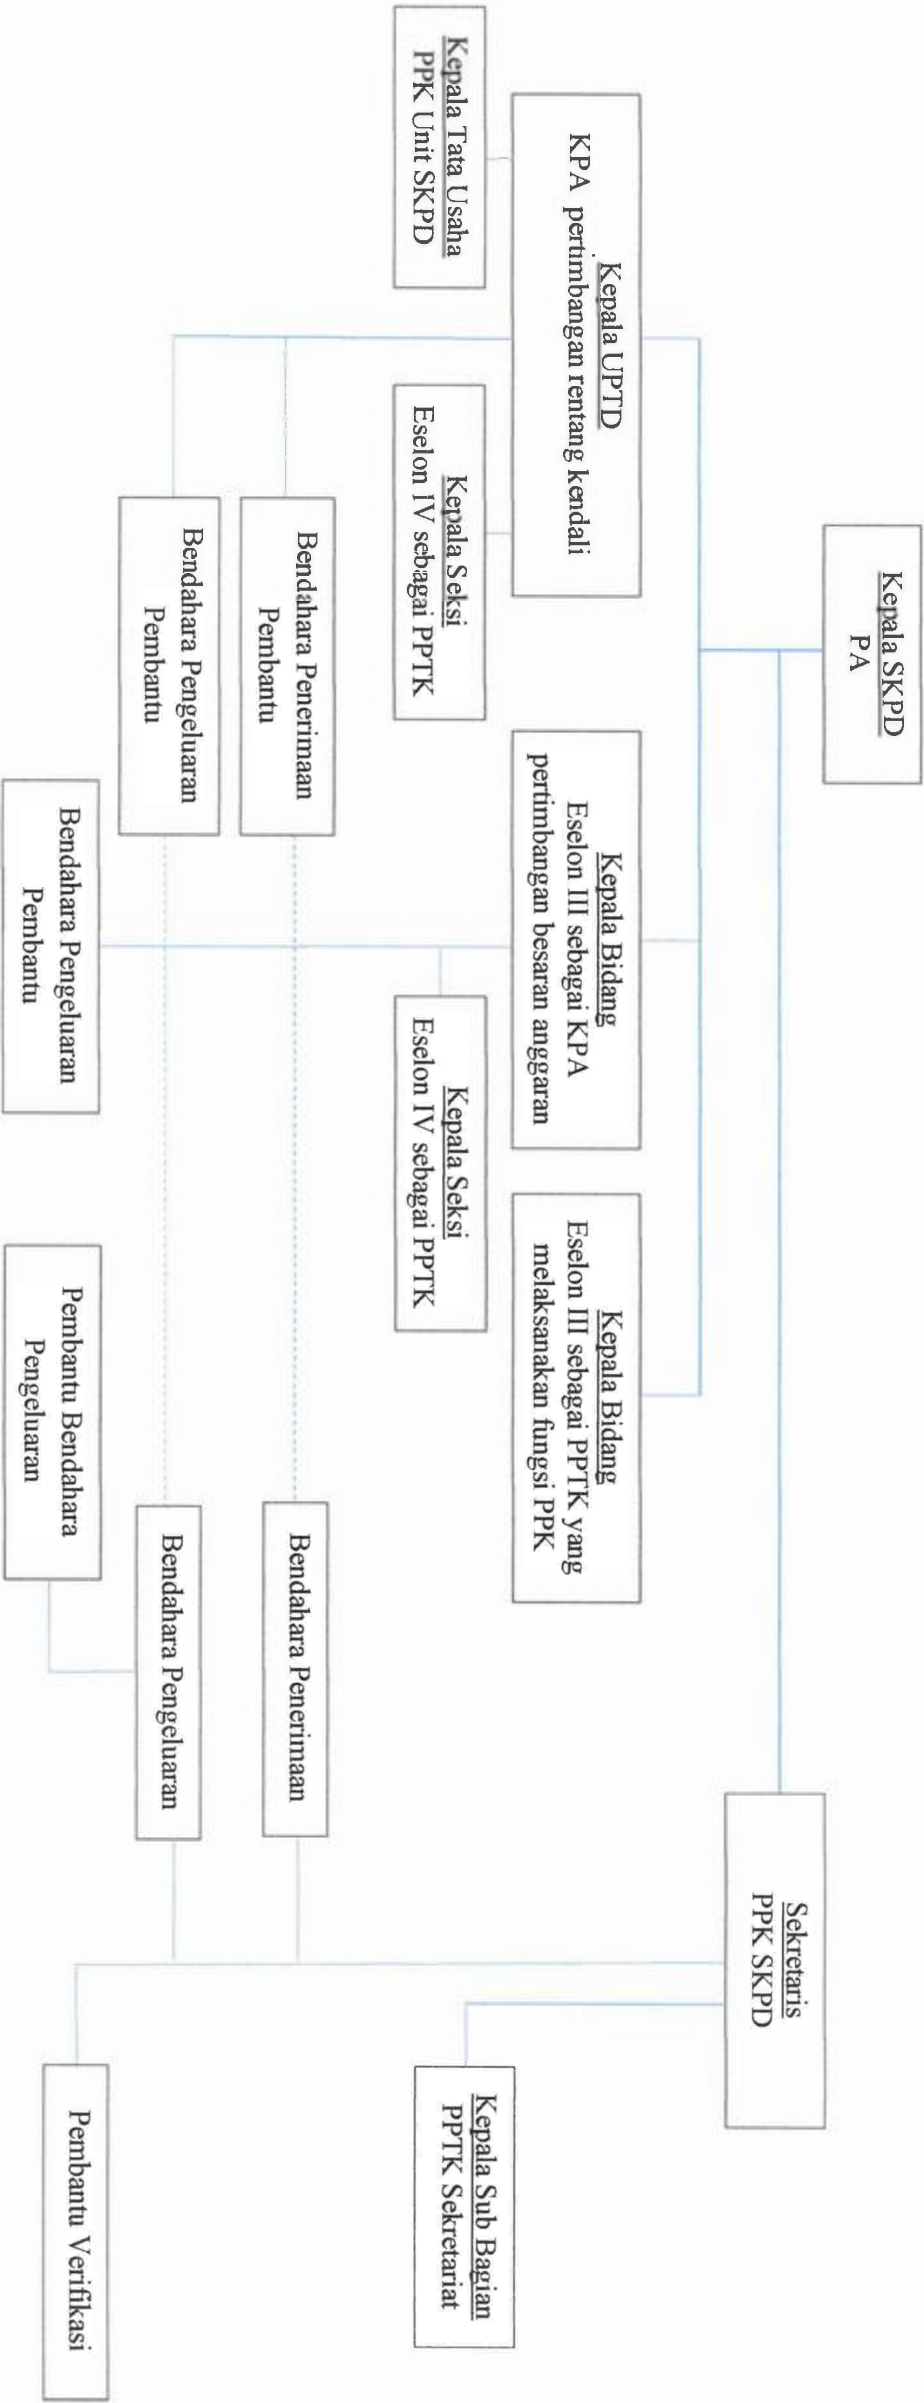 Kepala SKPD
PA
Sekretaris
PPK SKPD
Kepala UPTD
KPA pertimbangan rentang kendali
Kepala Bidang
Eselon III sebagai KPA
pertimbangan besaran anggaran
Kepala Bidang
Eselon III sebagai PPTK yang
melaksanakan fungsi PPK
Kepala Tata Usaha
PPK Unit SKPD
Kepala Seksi
Eselon IV sebagai PPTK
Kepala Seksi
Eselon IV sebagai PPTK
Kepala Sub Bagian
PPTK Sekretariat
Bendahara Penerimaan
Pembantu
Bendahara Penerimaan
Bendahara Pengeluaran
Pembantu
Bendahara Pengeluaran
Bendahara Pengeluaran
Pembantu
Pembantu Bendahara
Pengeluaran
Pembantu Verifikasi